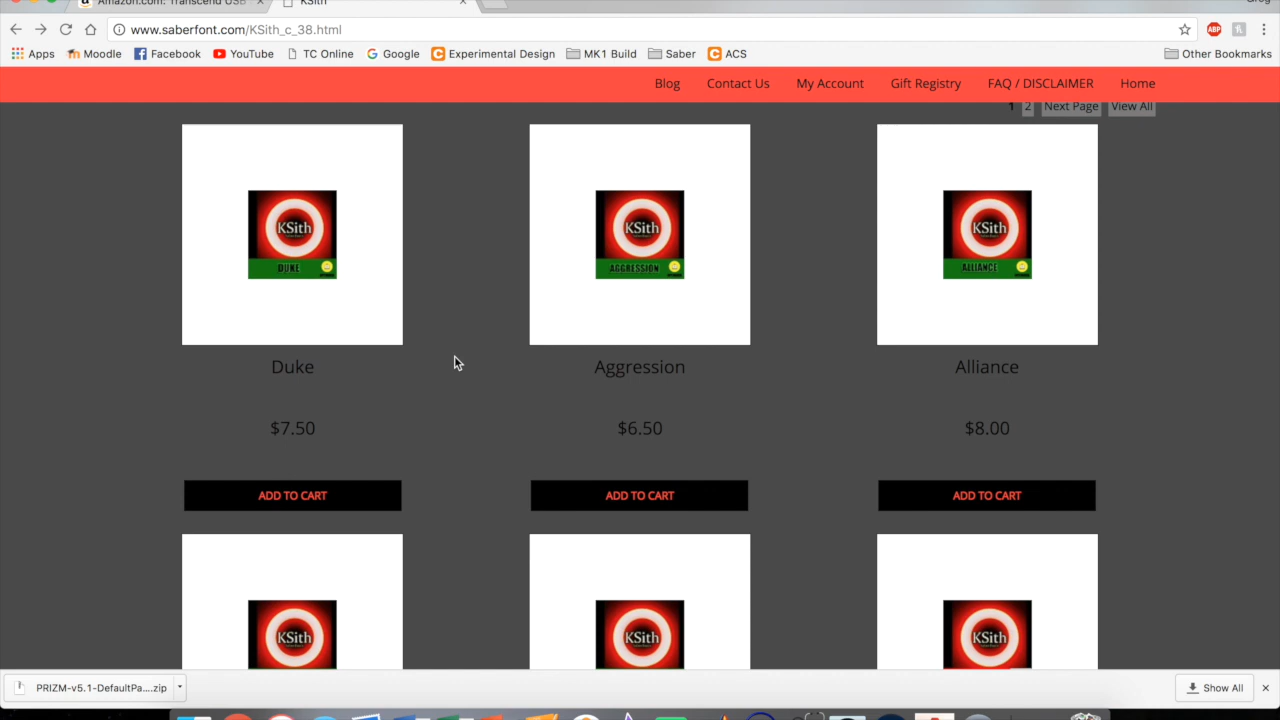 Amazon.com: Transcend USB
KSith
www.saberfont.com/KSith_c_38.html
ABP
Apps Moodle Facebook YouTube TC Online Google Experimental Design MK1 Build Saber ACS Other Bookmarks
Blog Contact Us My Account Gift Registry FAQ / DISCLAIMER Home
1 2 Next Page View All
KSith KSith KSith
DUKE AGGRESSION ALLIANCE
Duke Aggression Alliance
$7.50 $6.50 $8.00
ADD TO CART ADD TO CART ADD TO CART
KSith KSith KSith
PRIZM-v5.1-DefaultPa....zip Show All